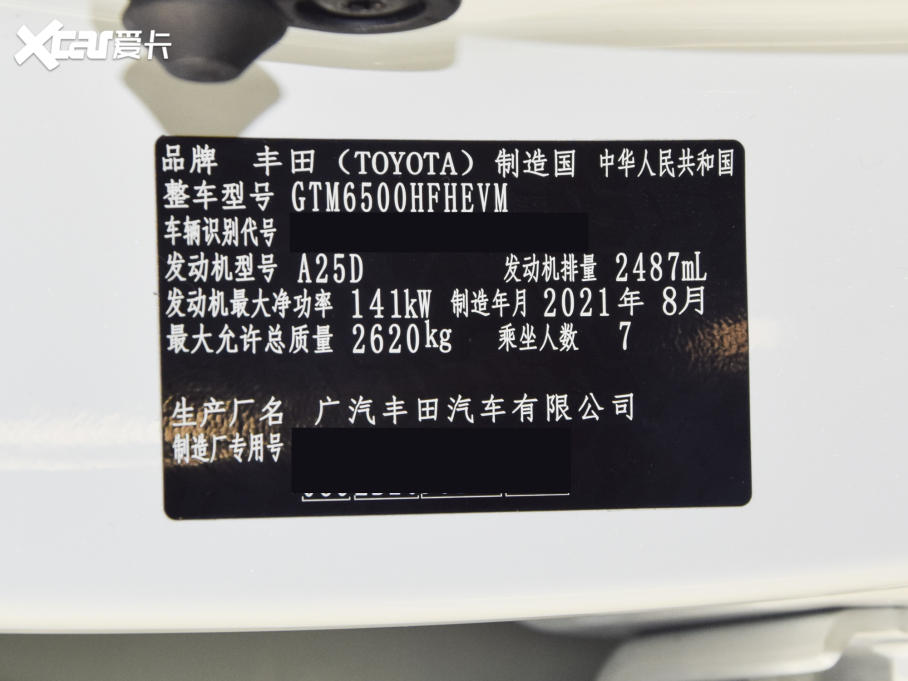 Xcar爱卡
品牌 丰田（TOYOTA）制造国 中华人民共和国
整车型号 GTM6500HFHEVM
车辆识别代号
发动机型号 A25D 发动机排量 2487mL
发动机最大净功率 141kW 制造年月 2021年 8月
最大允许总质量 2620kg 乘坐人数 7
生产厂名 广汽丰田汽车有限公司
制造厂专用号